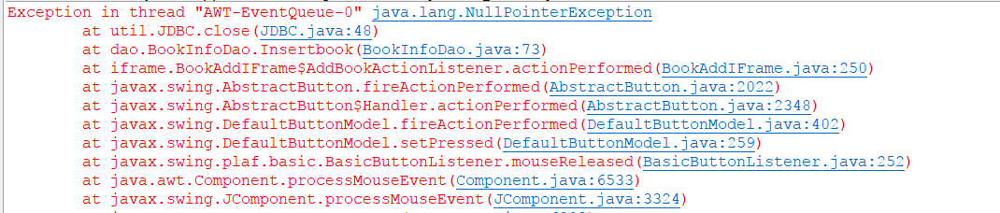 Exception in thread "AWT-EventQueue-0" java.lang.NullPointerException
at util.JDBC.close(JDBC.java:48)
at dao.BookInfoDao.Insertbook(BookInfoDao.java:73)
at iframe.BookAddIFrame$AddBookActionListener.actionPerformed(BookAddIFrame.java:250)
at javax.swing.AbstractButton.fireActionPerformed(AbstractButton.java:2022)
at javax.swing.AbstractButton$Handler.actionPerformed(AbstractButton.java:2348)
at javax.swing.DefaultButtonModel.fireActionPerformed(DefaultButtonModel.java:402)
at javax.swing.DefaultButtonModel.setPressed(DefaultButtonModel.java:259)
at javax.swing.plaf.basic.BasicButtonListener.mouseReleased(BasicButtonListener.java:252)
at java.awt.Component.processMouseEvent(Component.java:6533)
at javax.swing.JComponent.processMouseEvent(JComponent.java:3324)